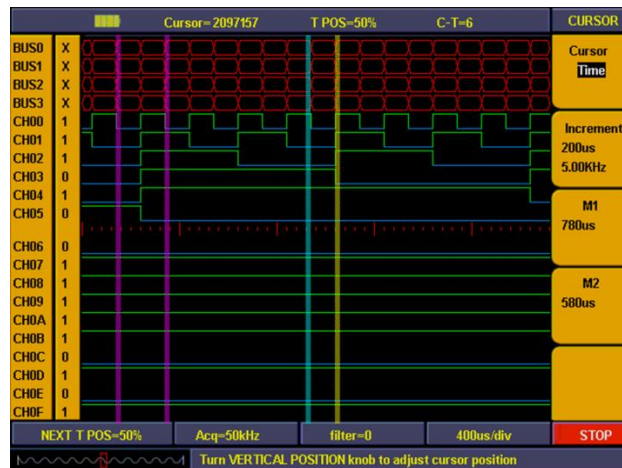 Cursor=2097157 T POS=50% C-T=6 CURSOR
BUS0 X
BUS1 X
BUS2 X
BUS3 X
CH00 1
CH01 1
CH02 1
CH03 0
CH04 1
CH05 0
CH06 0
CH07 1
CH08 1
CH09 1
CH0A 1
CH0B 1
CH0C 0
CH0D 1
CH0E 0
CH0F 1
Cursor
Time
Increment
200us
5.00KHz
M1
780us
M2
580us
NEXT T POS=50% Acq=50kHz filter=0 400us/div STOP
Turn VERTICAL POSITION knob to adjust cursor position